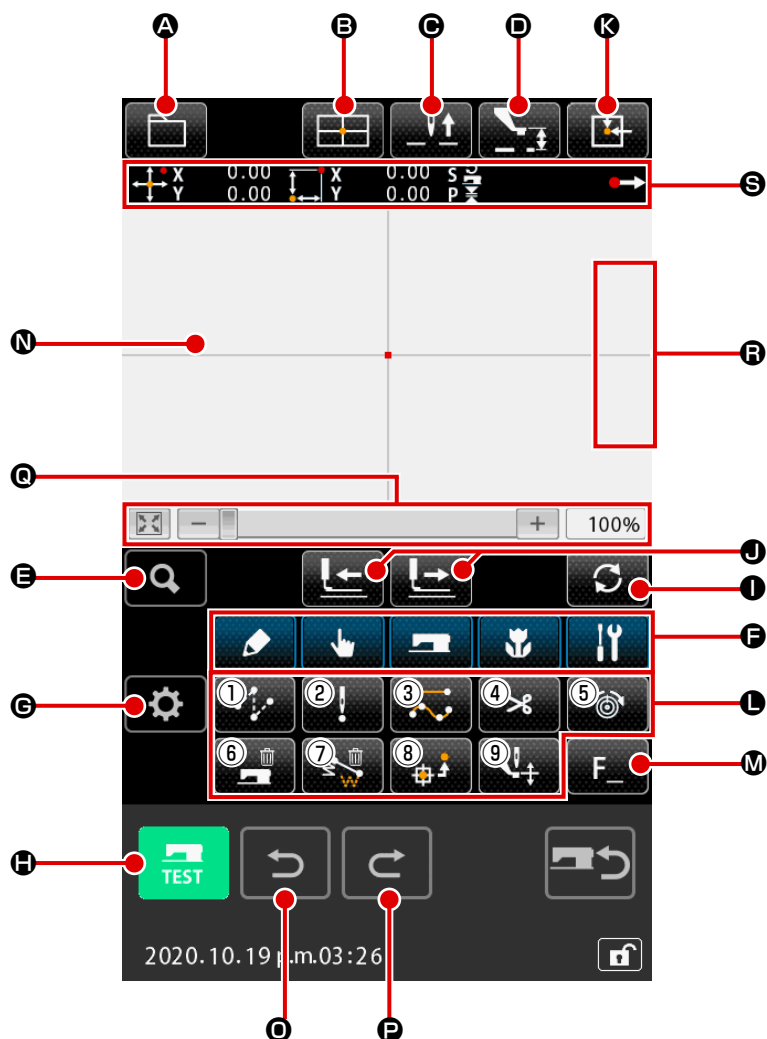 A B C D K
X 0.00 X 0.00 S
Y 0.00 Y 0.00 P
S
N
R
Q
100%
J
E
I
F
① ② ③ ④ ⑤
G
L
⑥ ⑦ ⑧ ⑨ F_
M
H
TEST
2020.10.19 p.m.03:26
O P